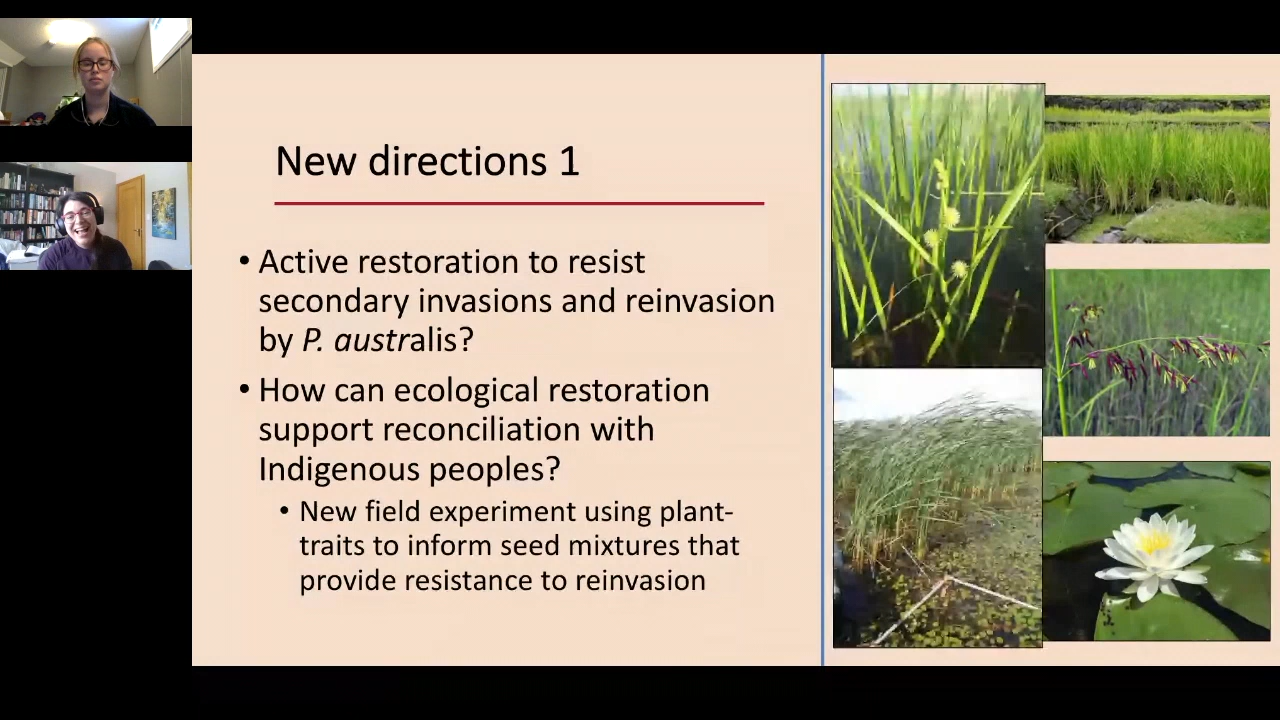 New directions 1
• Active restoration to resist
secondary invasions and reinvasion
by P. australis?
• How can ecological restoration
support reconciliation with
Indigenous peoples?
• New field experiment using plant-
traits to inform seed mixtures that
provide resistance to reinvasion